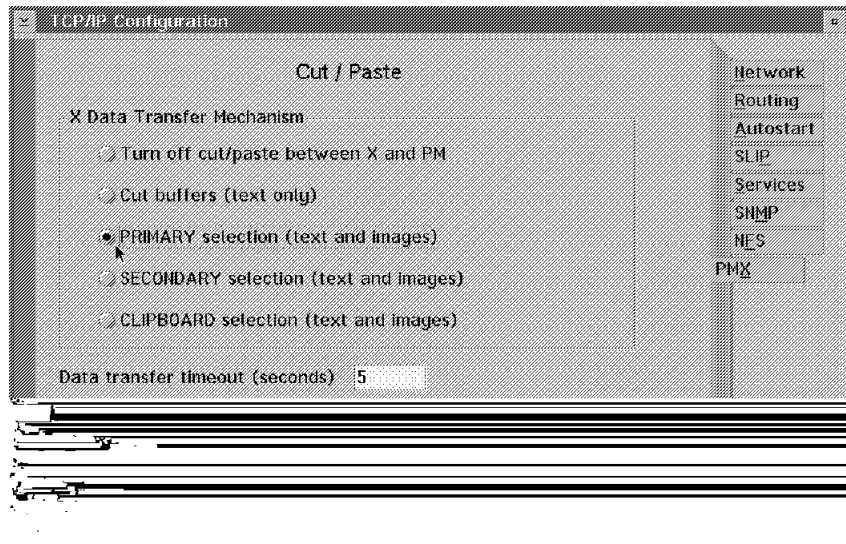 TCP/IP Configuration
Cut / Paste
X Data Transfer Mechanism
Turn off cut/paste between X and PM
Cut buffers (text only)
PRIMARY selection (text and images)
SECONDARY selection (text and images)
CLIPBOARD selection (text and images)
Data transfer timeout (seconds) 5
Network
Routing
Autostart
SLIP
Services
SNMP
NFS
PMX